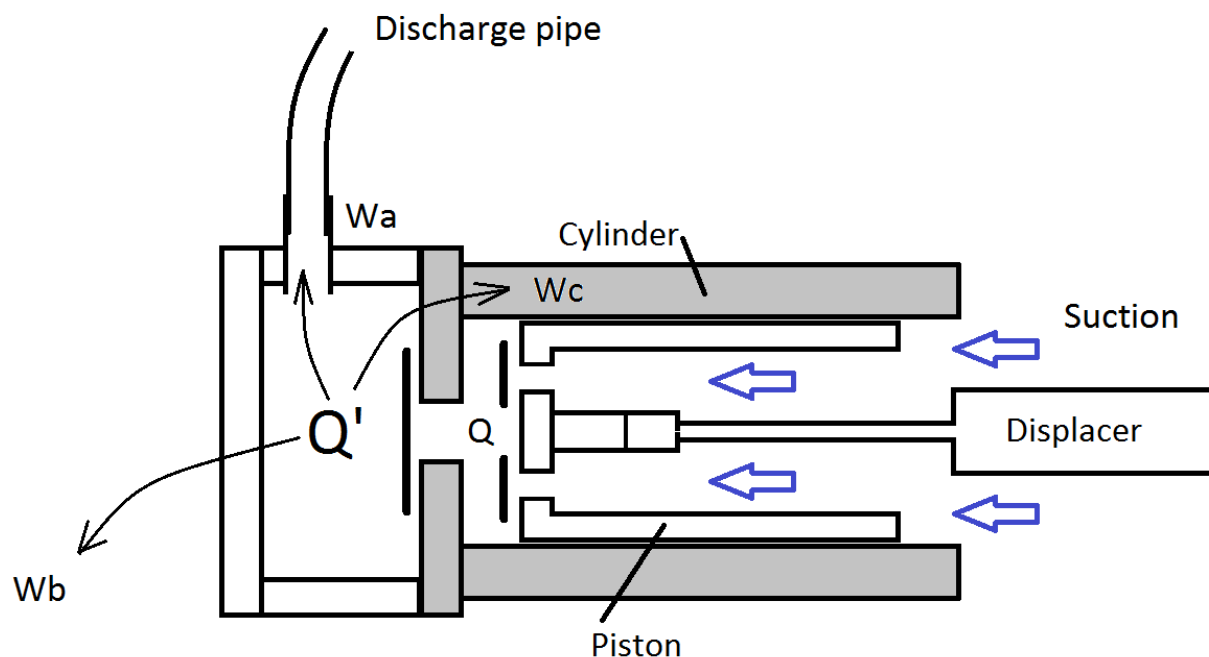 Discharge pipe
Wa
Cylinder
Wc
Suction
Q'
Q
Displacer
Wb
Piston